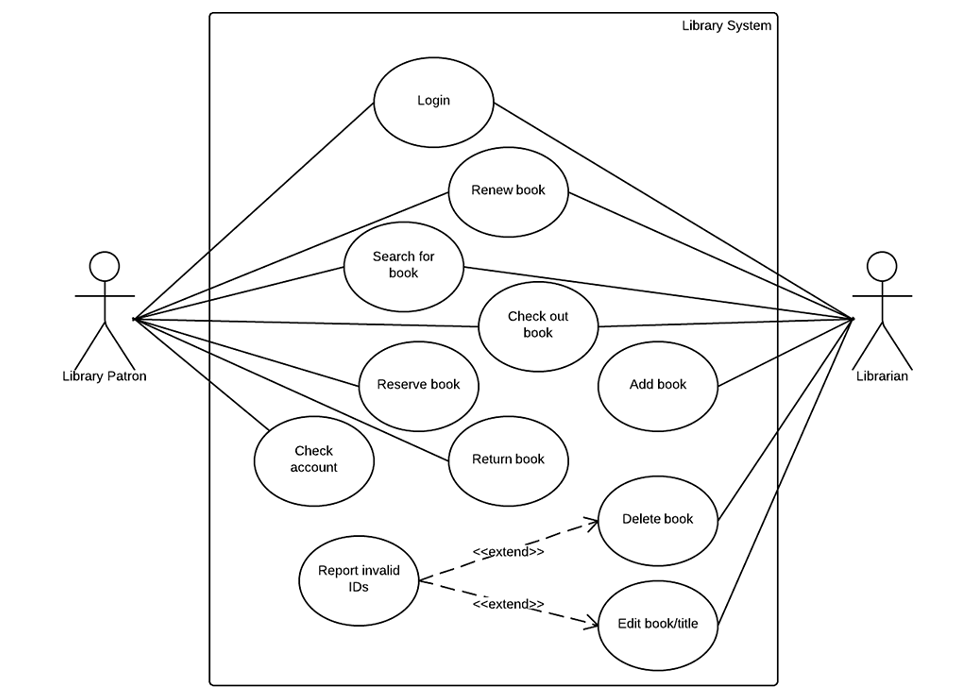 Library System
Login
Renew book
Search for
book
Check out
book
Reserve book
Add book
Library Patron
Librarian
Check
account
Return book
Delete book
<<extend>>
Report invalid
IDs
<<extend>>
Edit book/title